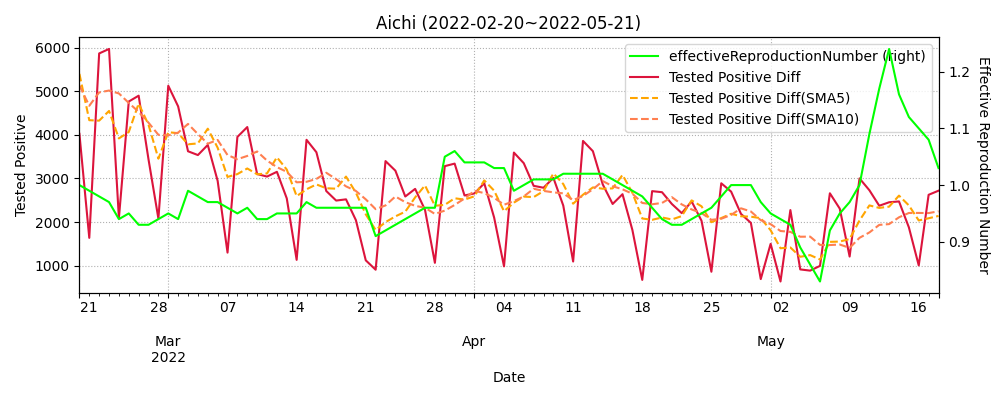 Aichi (2022-02-20~2022-05-21)
effectiveReproductionNumber (right)
Tested Positive Diff
Tested Positive Diff(SMA5)
Tested Positive Diff(SMA10)
Tested Positive
6000
5000
4000
3000
2000
1000
Effective Reproduction Number
1.2
1.1
1.0
0.9
21 28 07 14 21 28 04 11 18 25 02 09 16
Mar Apr May
2022
Date